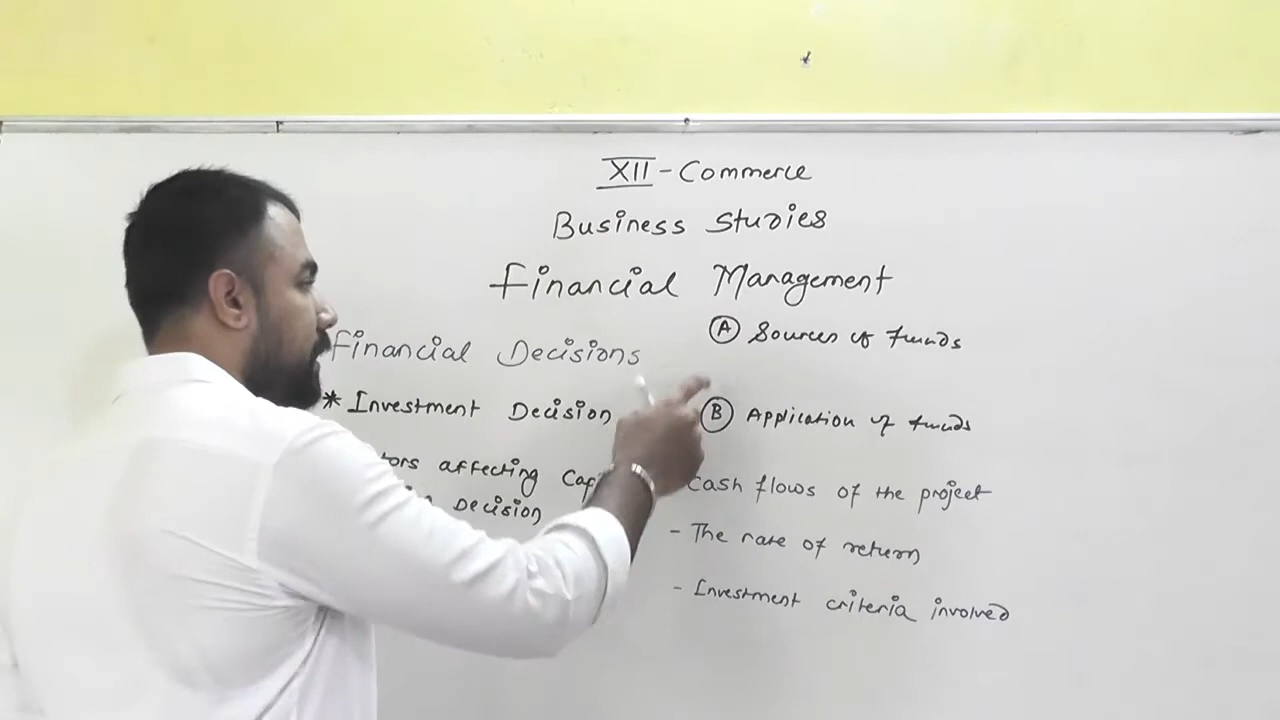 XII - Commerce
Business Studies
Financial Management
Financial Decisions
* Investment Decision
affecting
Decision
(A) Sources of funds
(B) Application of funds
Cash flows of the project
- The rate of return
- Investment criteria involved